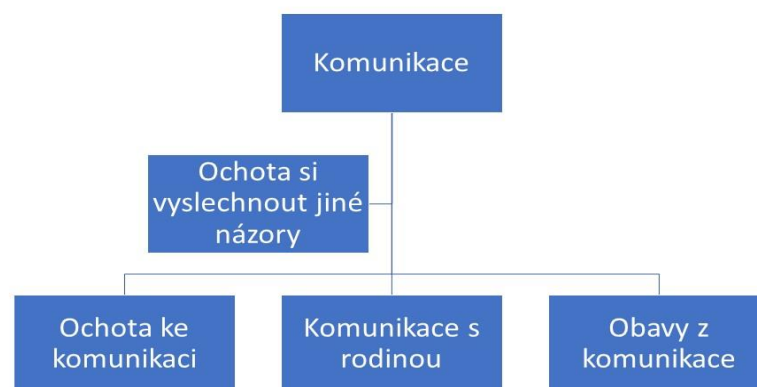 Komunikace
Ochota si
vyslechnout jiné
názory
Ochota ke
komunikaci
Komunikace s
rodinou
Obavy z
komunikace